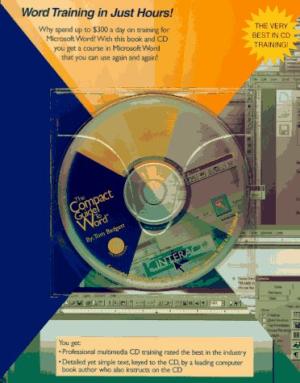 Word Training in Just Hours!
Why spend up to $300 a day on training for
Microsoft Word? With this book and CD
you get a course in Microsoft Word
that you can use again and again!
THE VERY
BEST IN CD
TRAINING!
The
Compact
Guide
to
Word
By: Tom Badgett
INTERA
You get:
• Professional multimedia CD training rated the best in the industry
• Detailed yet simple text, keyed to the CD, by a leading computer
book author who also instructs on the CD